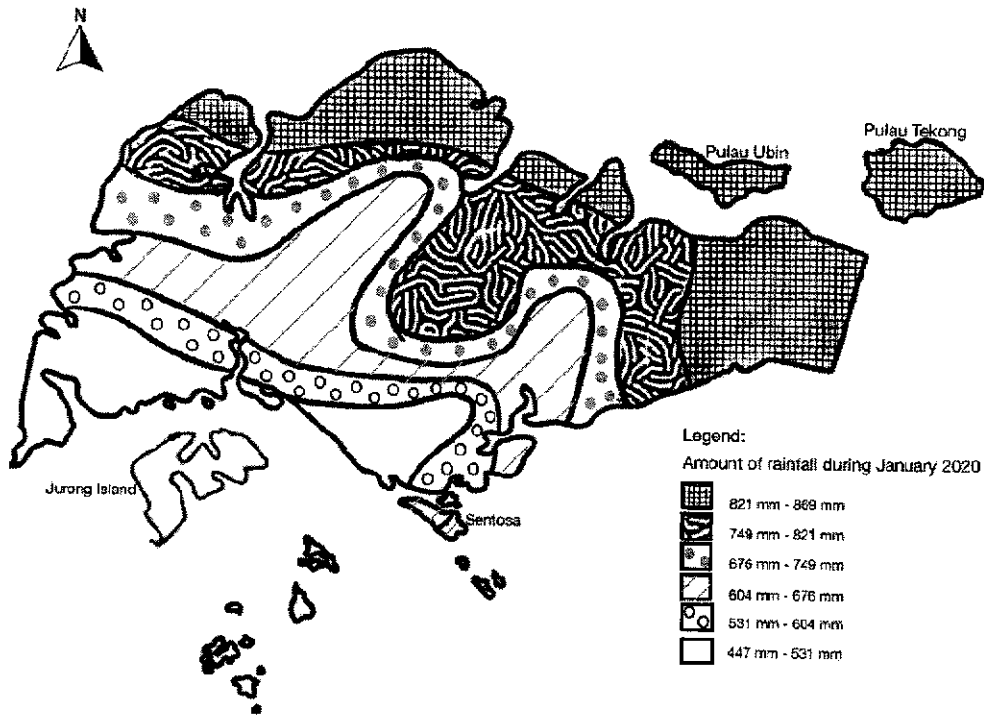 N
Pulau Tekong
Pulau Ubin
Jurong Island
Sentosa
Legend:
Amount of rainfall during January 2020
821 mm - 869 mm
749 mm - 821 mm
676 mm - 749 mm
604 mm - 676 mm
531 mm - 604 mm
447 mm - 531 mm